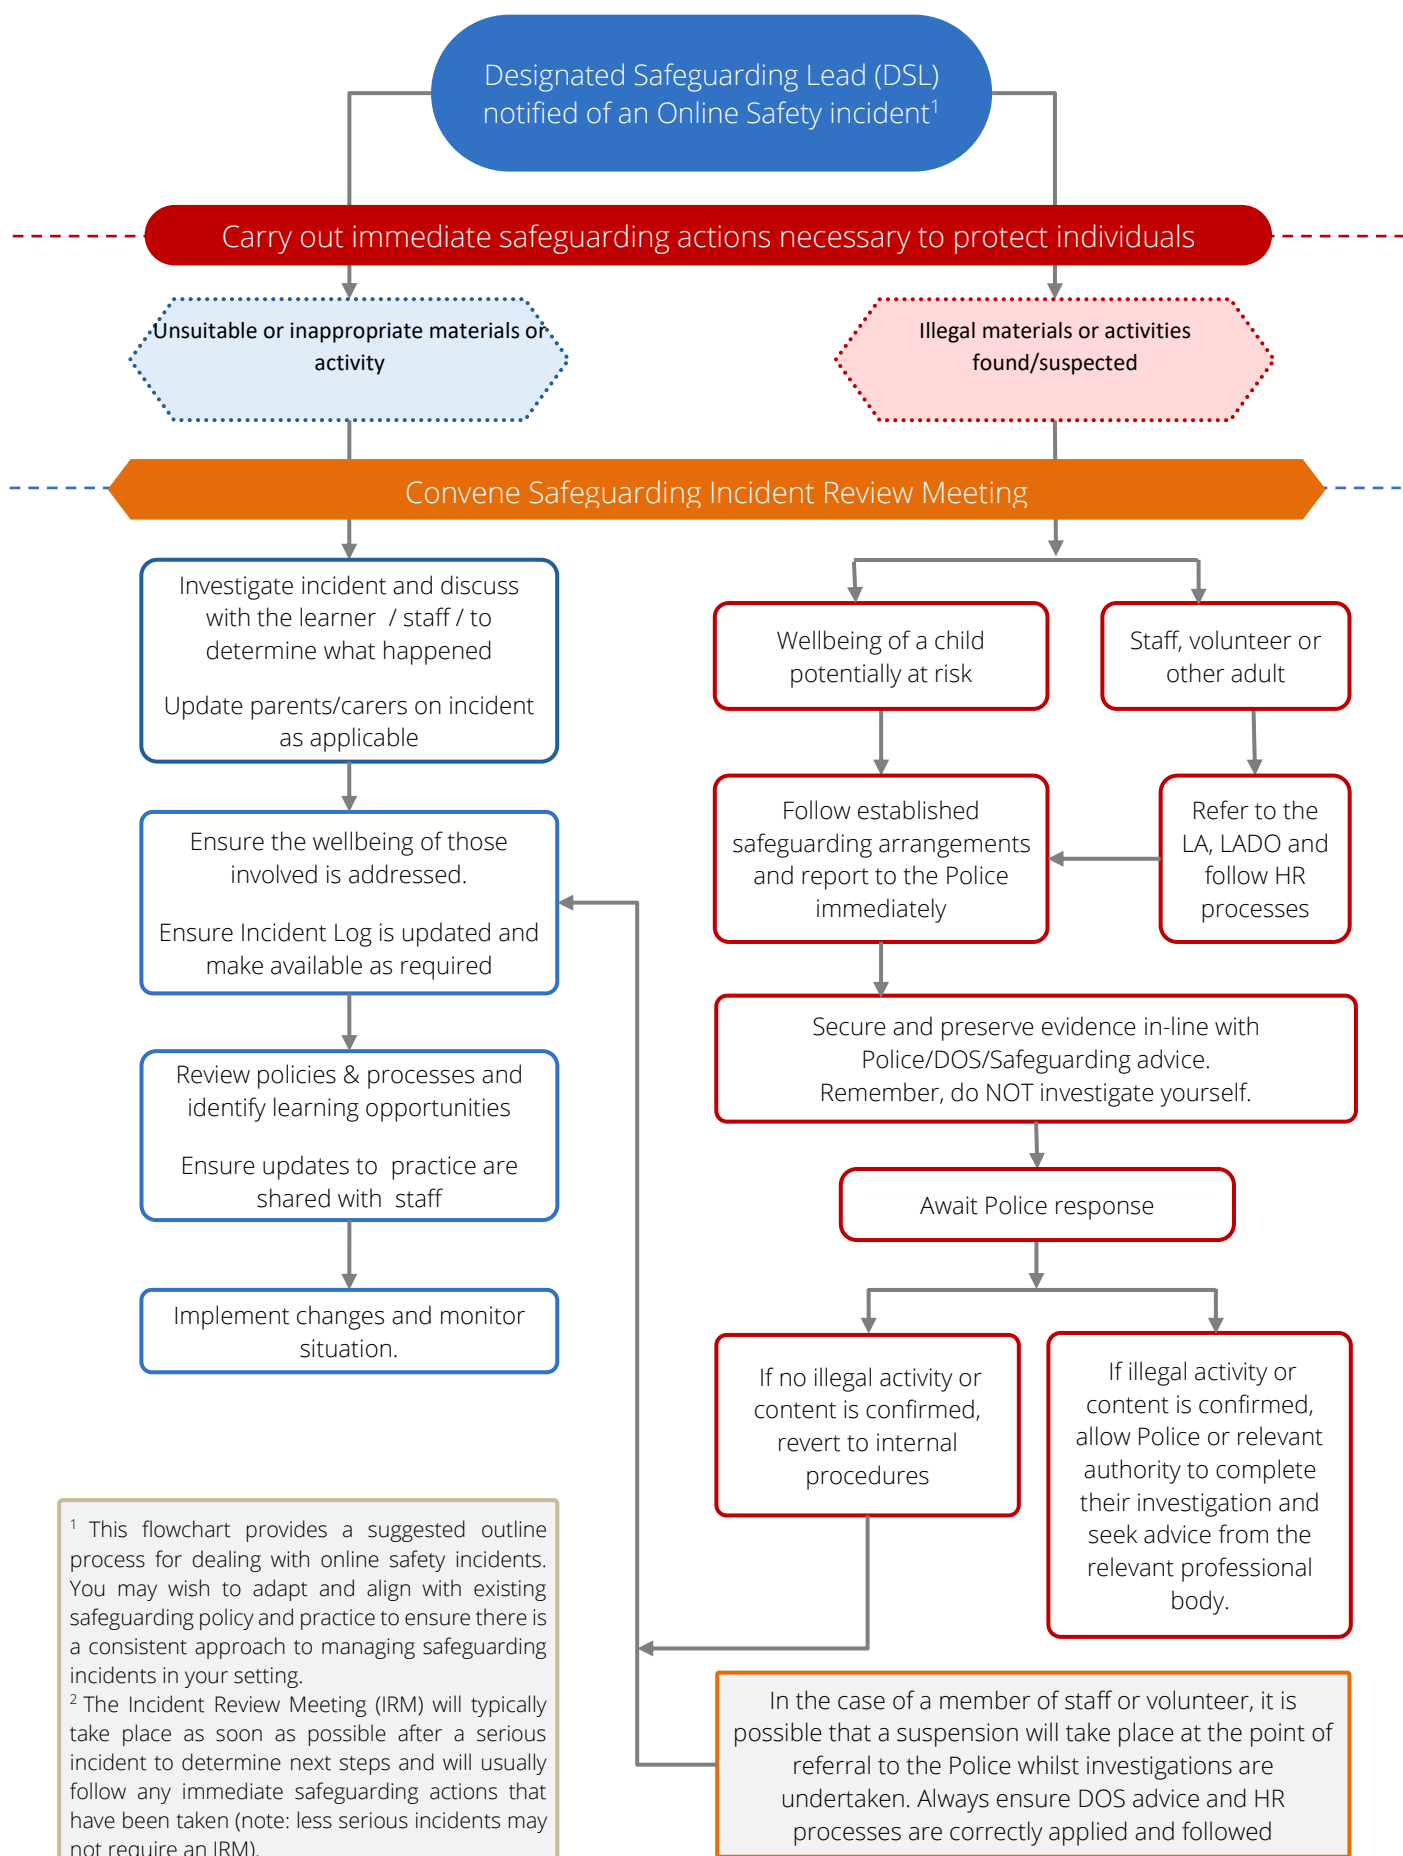 Designated Safeguarding Lead (DSL)
notified of an Online Safety incident¹
Carry out immediate safeguarding actions necessary to protect individuals
Unsuitable or inappropriate materials or
activity
Illegal materials or activities
found/suspected
Convene Safeguarding Incident Review Meeting
Investigate incident and discuss
with the learner / staff / to
determine what happened
Update parents/carers on incident
as applicable
Ensure the wellbeing of those
involved is addressed.
Ensure Incident Log is updated and
make available as required
Review policies & processes and
identify learning opportunities
Ensure updates to practice are
shared with staff
Implement changes and monitor
situation.
Wellbeing of a child
potentially at risk
Staff, volunteer or
other adult
Follow established
safeguarding arrangements
and report to the Police
immediately
Refer to the
LA, LADO and
follow HR
processes
Secure and preserve evidence in-line with
Police/DOS/Safeguarding advice.
Remember, do NOT investigate yourself.
Await Police response
If no illegal activity or
content is confirmed,
revert to internal
procedures
If illegal activity or
content is confirmed,
allow Police or relevant
authority to complete
their investigation and
seek advice from the
relevant professional
body.
¹ This flowchart provides a suggested outline
process for dealing with online safety incidents.
You may wish to adapt and align with existing
safeguarding policy and practice to ensure there is
a consistent approach to managing safeguarding
incidents in your setting.
² The Incident Review Meeting (IRM) will typically
take place as soon as possible after a serious
incident to determine next steps and will usually
follow any immediate safeguarding actions that
have been taken (note: less serious incidents may
not require an IRM).
In the case of a member of staff or volunteer, it is
possible that a suspension will take place at the point of
referral to the Police whilst investigations are
undertaken. Always ensure DOS advice and HR
processes are correctly applied and followed